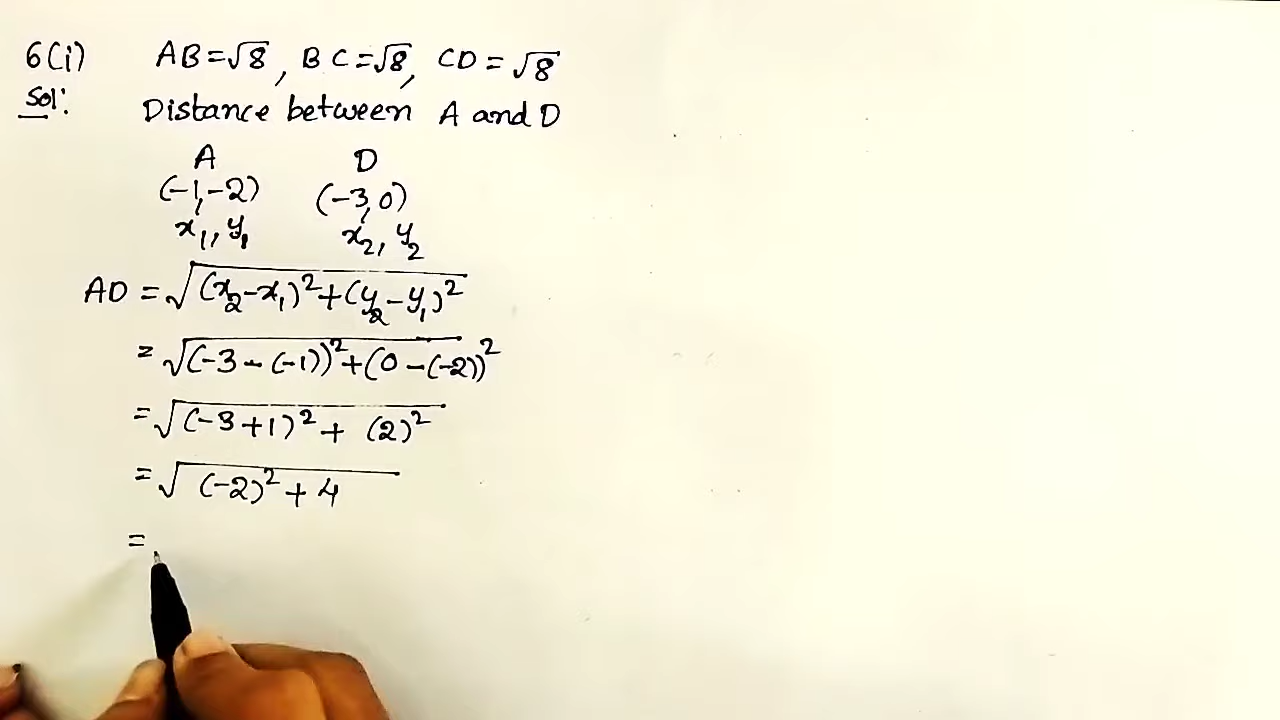 6(i) AB=√8, BC=√8, CD=√8
Sol: Distance between A and D
A D
(-1,-2) (-3,0)
x₁, y₁ x₂, y₂
AD = √(x₂-x₁)²+(y₂-y₁)²
= √(-3-(-1))²+(0-(-2))²
= √(-3+1)²+ (2)²
= √(-2)²+4
=